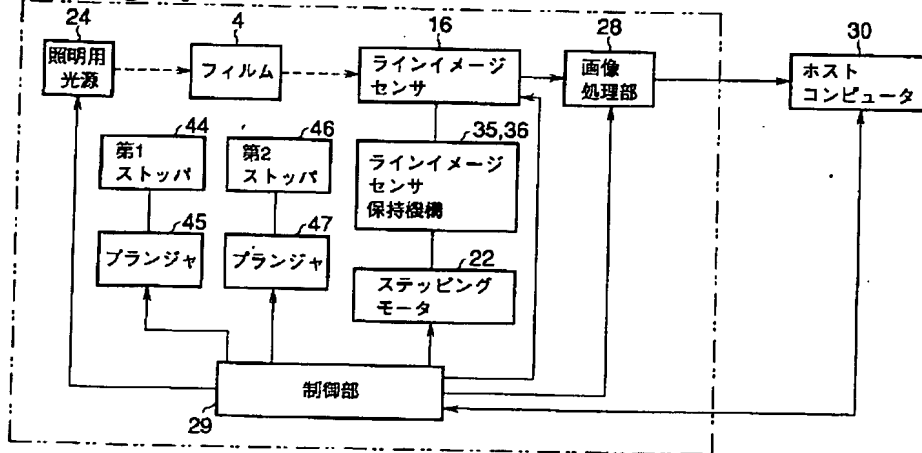 24
4
16
28
30
照明用
光源
フィルム
ラインイメージ
センサ
画像
処理部
ホスト
コンピュータ
44
46
35,36
第1
ストッパ
第2
ストッパ
ラインイメージ
センサ
保持機構
45
47
22
プランジャ
プランジャ
ステッピング
モータ
制御部
29